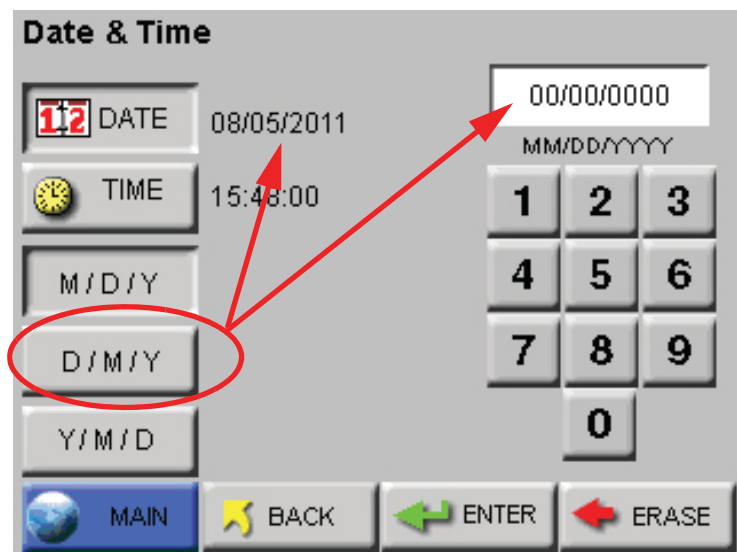 Date & Time
12 DATE
08/05/2011
00/00/0000
MM/DD/YYYY
TIME
15:48:00
1 2 3
M/D/Y
4 5 6
D/M/Y
7 8 9
Y/M/D
0
MAIN
BACK
ENTER
ERASE